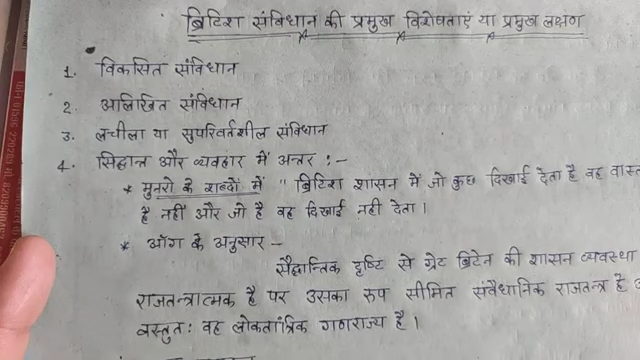 ब्रिटिश संविधान की प्रमुख विशेषताएं या प्रमुख लक्षण
1. विकसित संविधान
2. अलिखित संविधान
3. लचीला या सुपरिवर्तशील संविधान
4. सिद्धान्त और व्यवहार में अन्तर :-
* मुनरो के शब्दों में " ब्रिटिश शासन में जो कुछ दिखाई देता है वह वास्त
है नहीं और जो है वह दिखाई नही देता।
* ऑग के अनुसार -
सैद्धान्तिक दृष्टि से ग्रेट ब्रिटेन की शासन व्यवस्था
राजतन्त्रात्मक है पर उसका रुप सीमित संवैधानिक राजतन्त्र है
वस्तुतः वह लोकतांत्रिक गणराज्य है।